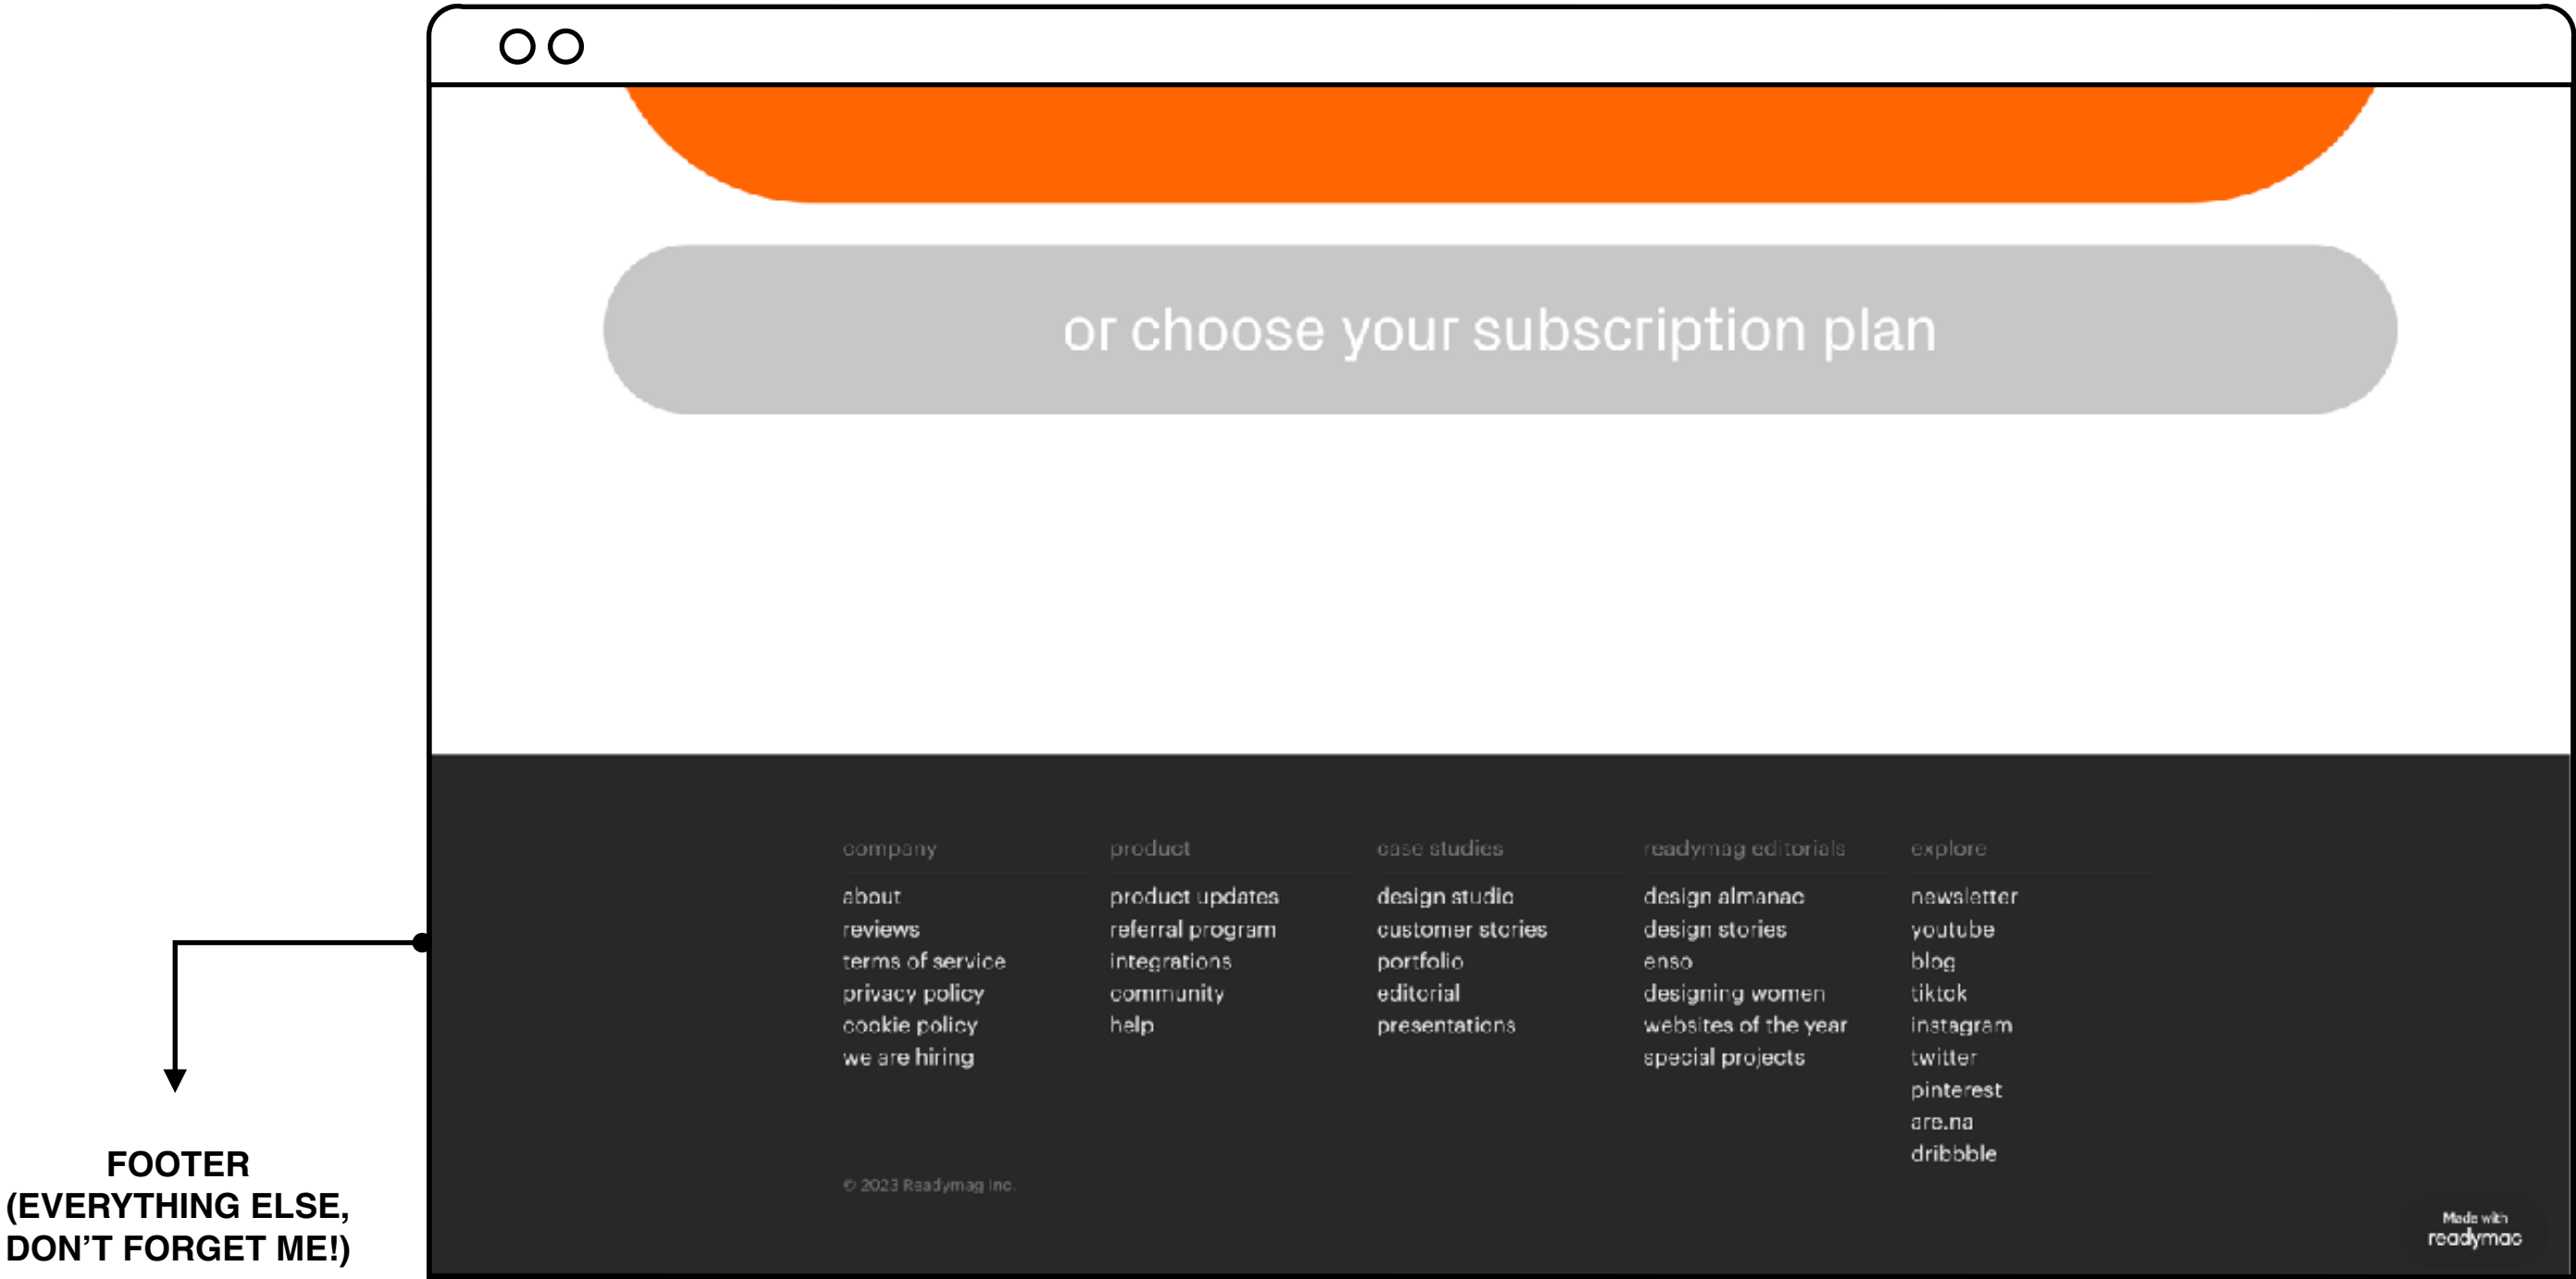 or choose your subscription plan
company
about
reviews
terms of service
privacy policy
cookie policy
we are hiring
product
product updates
referral program
integrations
community
help
case studies
design studio
customer stories
portfolio
editorial
presentations
readymag editorials
design almanac
design stories
enso
designing women
websites of the year
special projects
explore
newsletter
youtube
blog
tiktok
instagram
twitter
pinterest
are.na
dribbble
© 2023 Readymag Inc.
Made with
readymag
FOOTER
(EVERYTHING ELSE,
DON'T FORGET ME!)